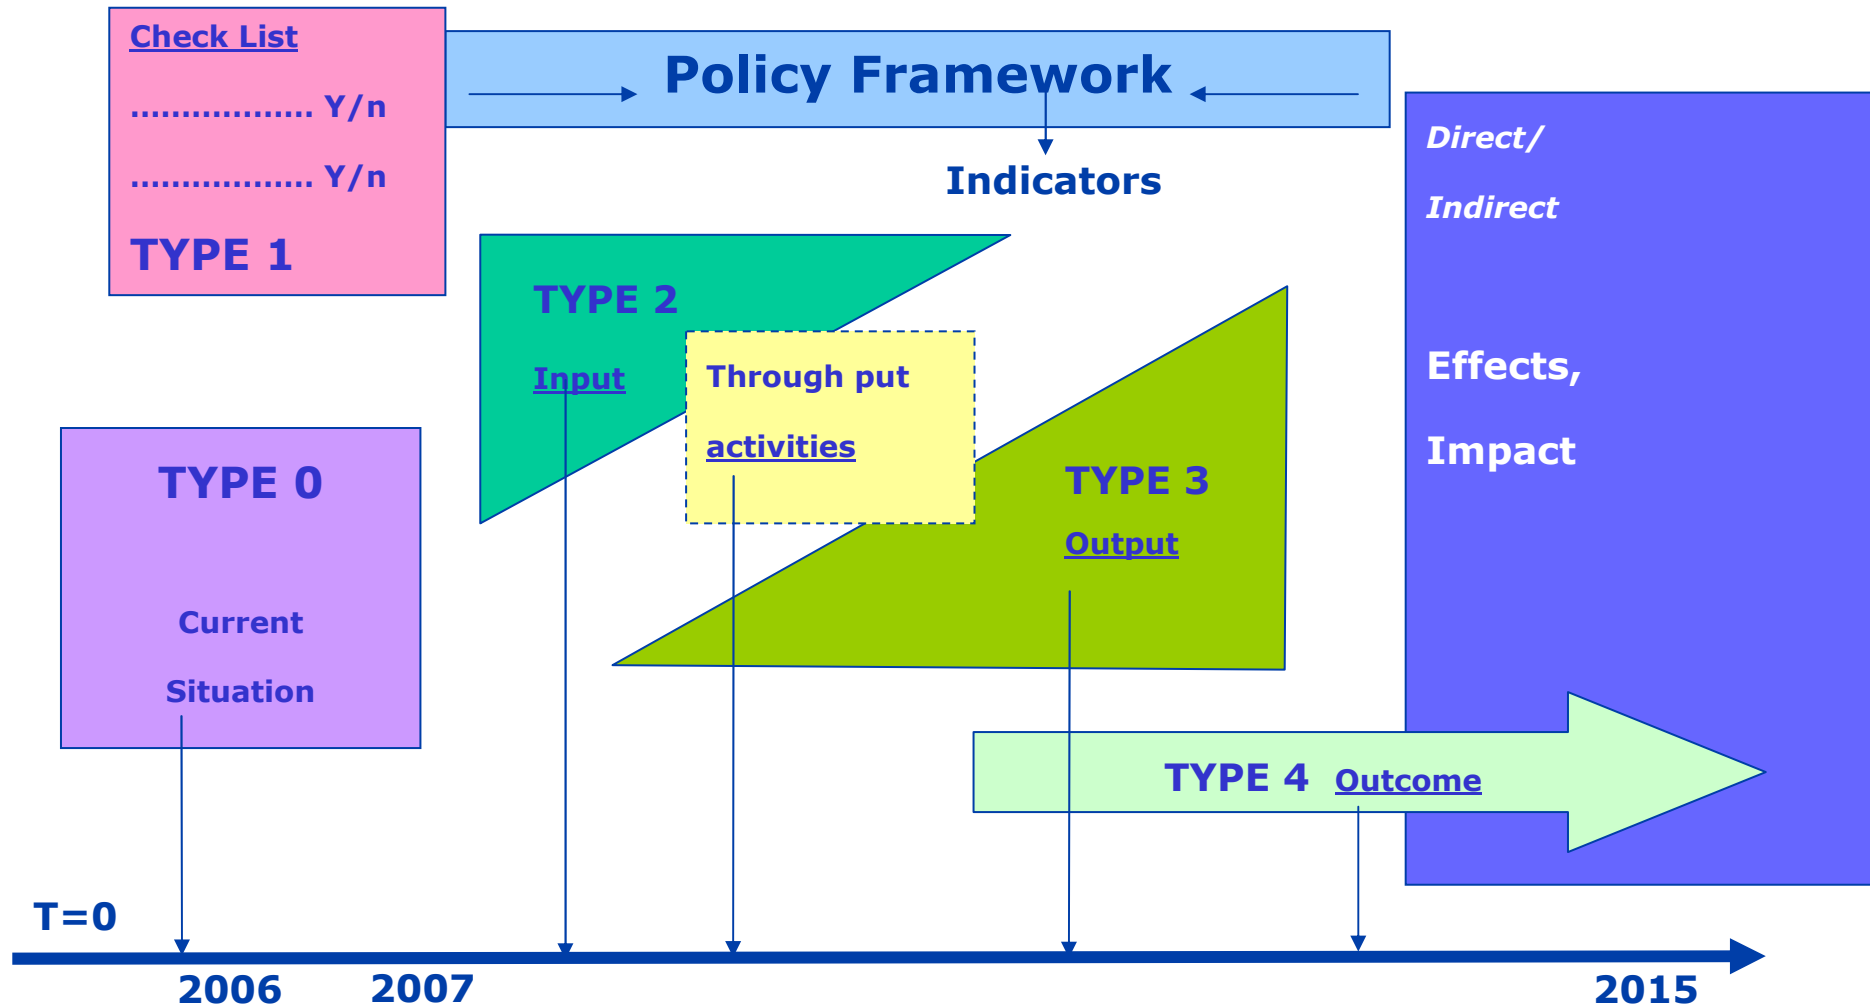 Check List
.................. Y/n
.................. Y/n
TYPE 1
Policy Framework
Indicators
Direct/
Indirect
Effects,
Impact
TYPE 2
Input
Through put
activities
TYPE 0
Current
Situation
TYPE 3
Output
TYPE 4 Outcome
T=0
2006
2007
2015